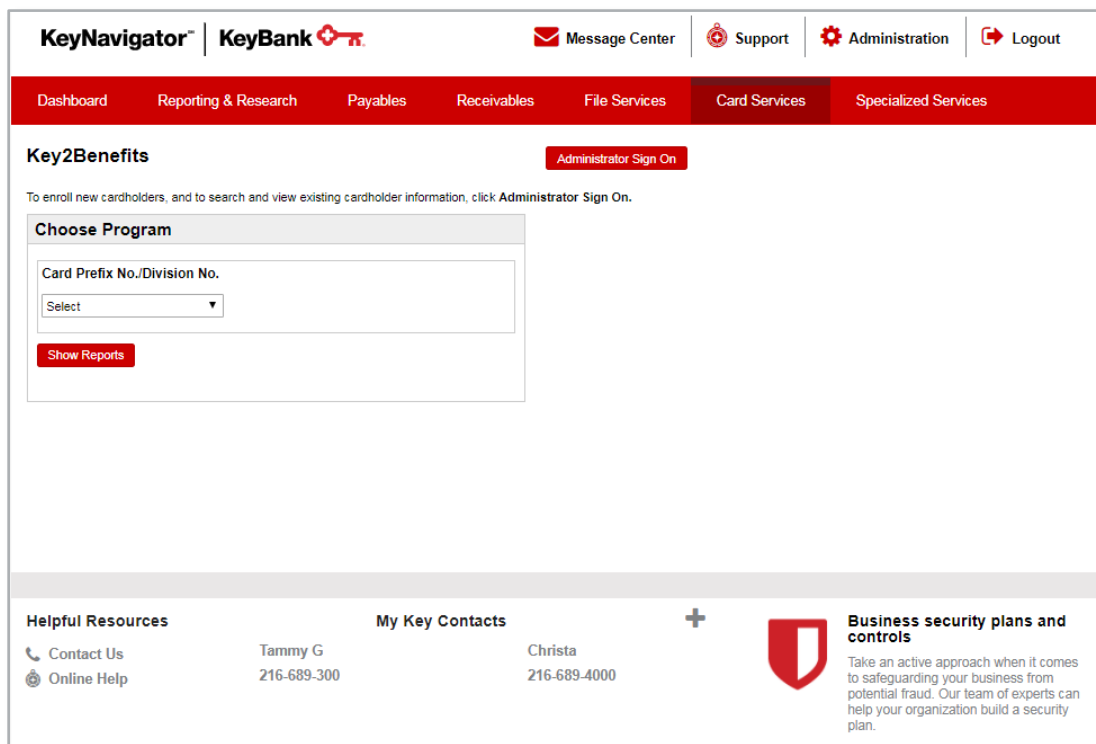 KeyNavigator℠ KeyBank
Message Center Support Administration Logout
Dashboard Reporting & Research Payables Receivables File Services Card Services Specialized Services
Key2Benefits
Administrator Sign On
To enroll new cardholders, and to search and view existing cardholder information, click Administrator Sign On.
Choose Program
Card Prefix No./Division No.
Select
Show Reports
Helpful Resources
Contact Us
Online Help
My Key Contacts
Tammy G
216-689-300
Christa
216-689-4000
Business security plans and
controls
Take an active approach when it comes
to safeguarding your business from
potential fraud. Our team of experts can
help your organization build a security
plan.